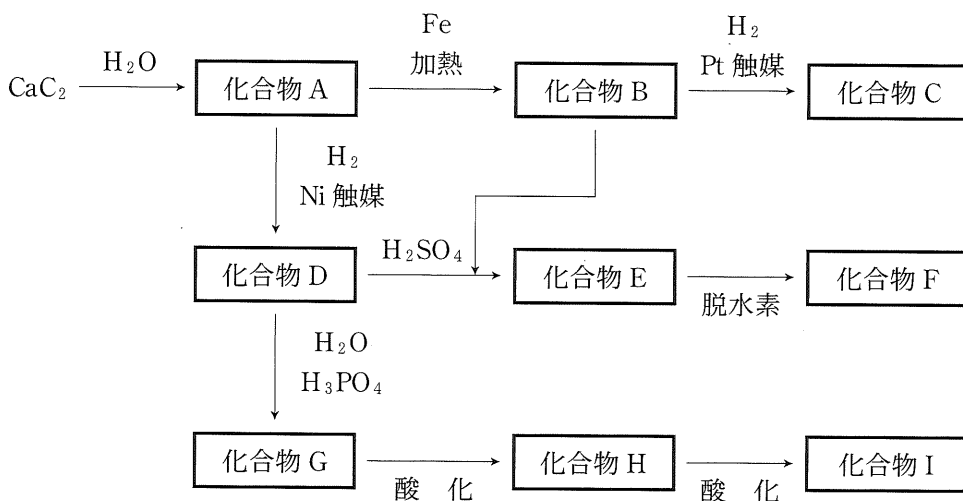 CaC₂
H₂O
化合物 A
Fe
加熱
化合物 B
H₂
Pt 触媒
化合物 C
H₂
Ni 触媒
化合物 D
H₂SO₄
化合物 E
脱水素
化合物 F
H₂O
H₃PO₄
化合物 G
酸 化
化合物 H
酸 化
化合物 I